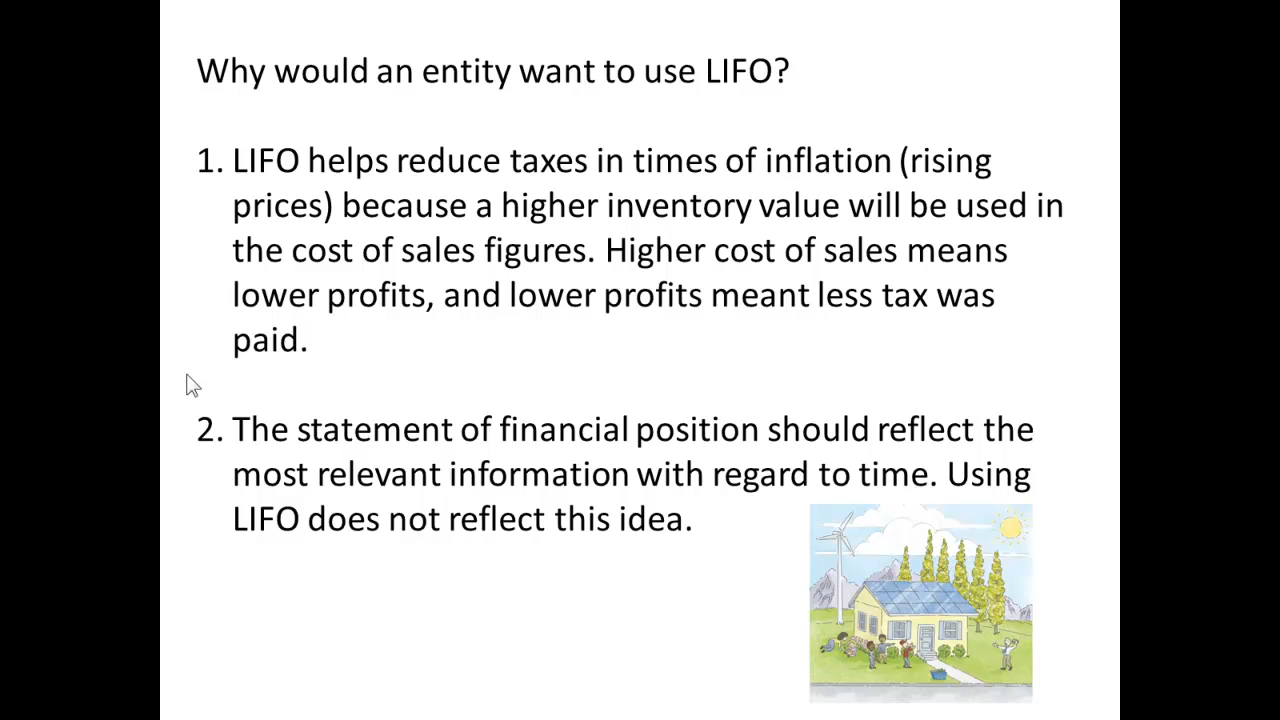 Why would an entity want to use LIFO?
1. LIFO helps reduce taxes in times of inflation (rising
prices) because a higher inventory value will be used in
the cost of sales figures. Higher cost of sales means
lower profits, and lower profits meant less tax was
paid.
2. The statement of financial position should reflect the
most relevant information with regard to time. Using
LIFO does not reflect this idea.